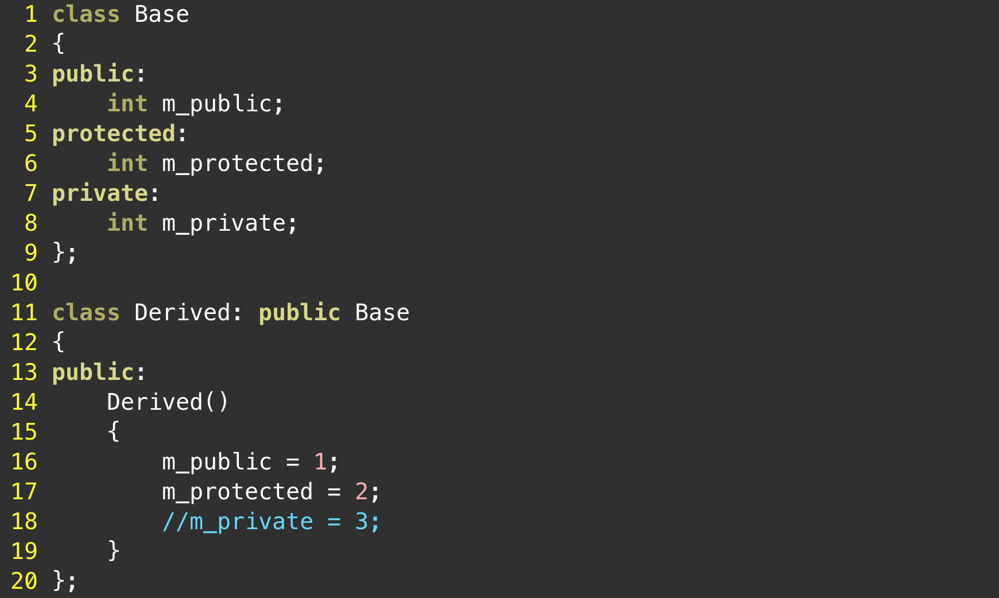 1 class Base
2 {
3 public:
4     int m_public;
5 protected:
6     int m_protected;
7 private:
8     int m_private;
9 };
10
11 class Derived: public Base
12 {
13 public:
14     Derived()
15     {
16         m_public = 1;
17         m_protected = 2;
18         //m_private = 3;
19     }
20 };